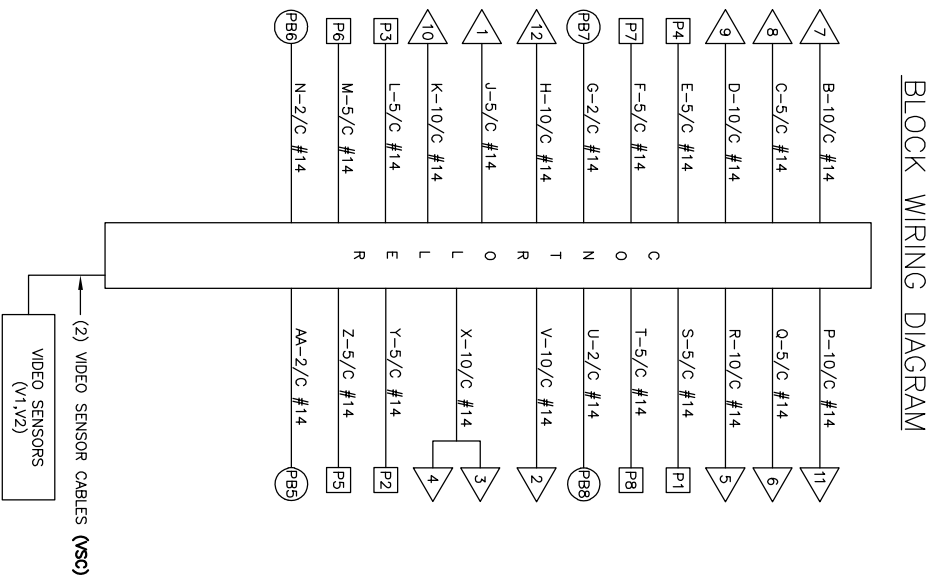 BLOCK WIRING DIAGRAM
7 B-10/C #14 P-10/C #14 11
8 C-5/C #14 Q-5/C #14 6
9 D-10/C #14 R-10/C #14 5
P4 E-5/C #14 S-5/C #14 P1
P7 F-5/C #14 T-5/C #14 P8
PB7 G-2/C #14 U-2/C #14 PB8
12 H-10/C #14 V-10/C #14 2
1 J-5/C #14 3
X-10/C #14
10 K-10/C #14 4
P3 L-5/C #14 Y-5/C #14 P2
P6 M-5/C #14 Z-5/C #14 P5
PB6 N-2/C #14 AA-2/C #14 PB5
CONTROLLER
(2) VIDEO SENSOR CABLES (VSC)
VIDEO SENSORS
(V1,V2)